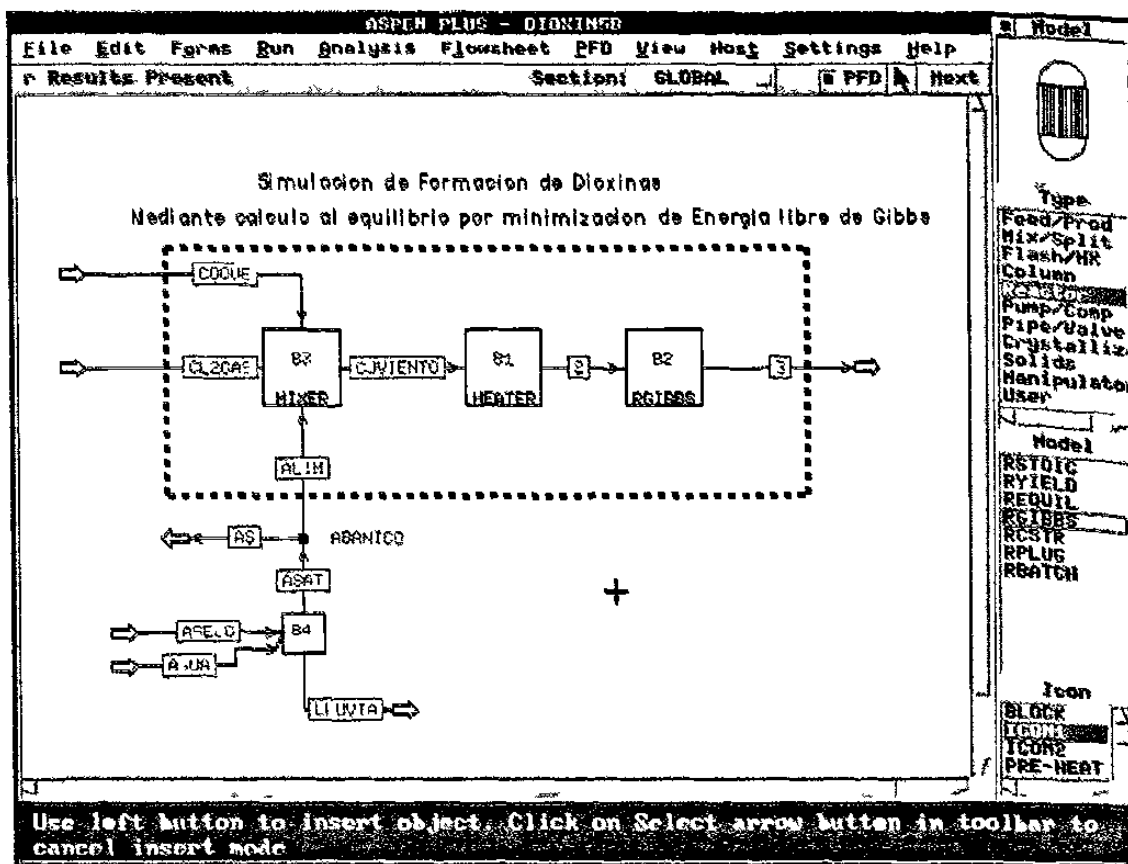 ASPEN PLUS - DIOXINSD
File Edit Forms Run Analysis Flowsheet PFD View Host Settings Help
Results Present Section: GLOBAL PFD Next
Simulacion de Formacion de Dioxinas
Mediante calculo al equilibrio por minimizacion de Energia libre de Gibbs
COQUE
CL2GAS B3 MIXER CJVIENTO B1 HEATER 2 B2 RGIBBS 3
ALIM
AS ABANICO
ASAT
B4
LLUVIA
Model
Type
Feed/Prod
Mix/Split
Flash/HX
Column
Reactor
Pump/Comp
Pipe/Valve
Crystalliz
Solids
Manipulator
User
Model
RSTOIC
RYIELD
REQUIL
RGIBBS
RCSTR
RPLUG
RBATCH
Icon
BLOCK
ICON1
ICON2
PRE-HEAT
Use left button to insert object. Click on Select arrow button in toolbar to
cancel insert mode